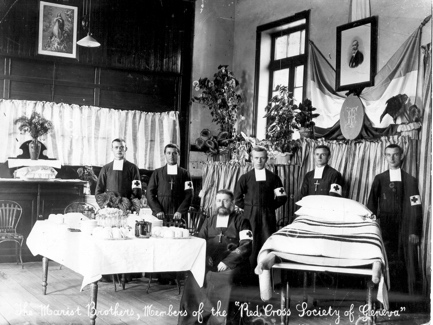 The Marist Brothers, Members of the "Red Cross Society of Geneva"